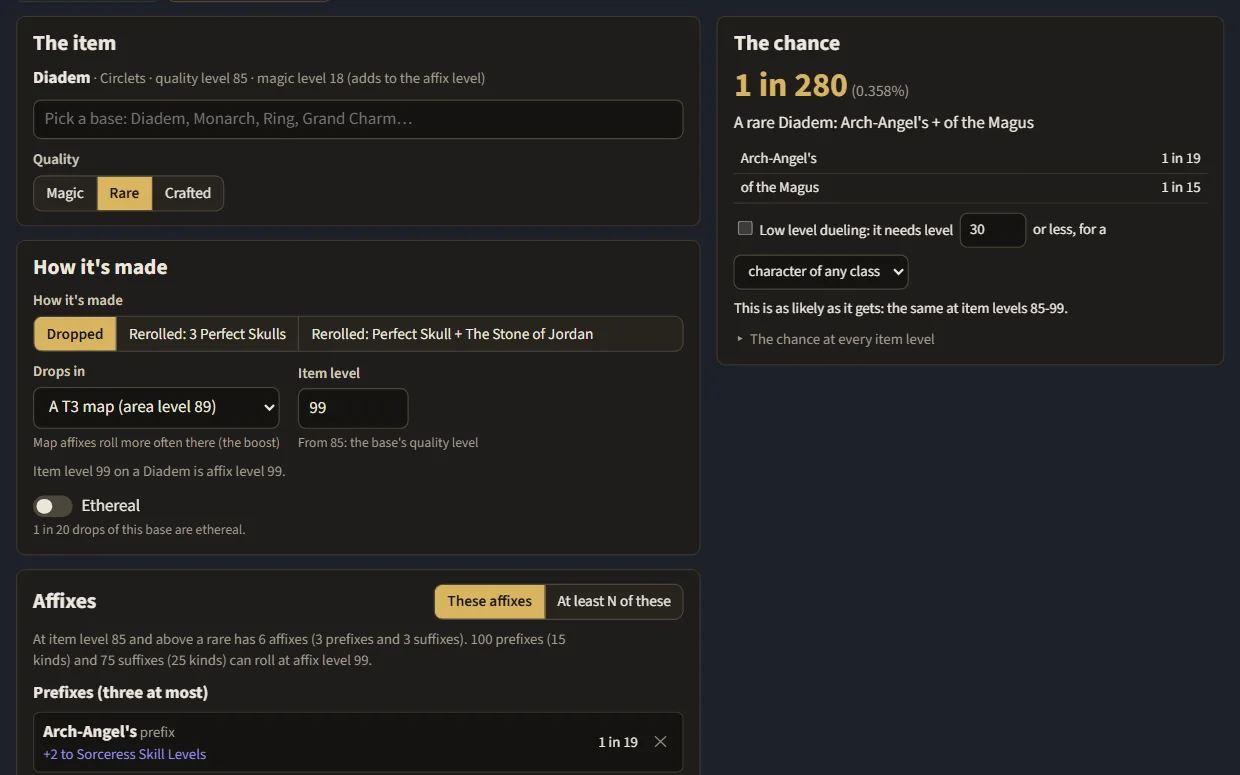 The item
Diadem · Circlets · quality level 85 · magic level 18 (adds to the affix level)
Pick a base: Diadem, Monarch, Ring, Grand Charm…
Quality
Magic
Rare
Crafted
How it's made
How it's made
Dropped
Rerolled: 3 Perfect Skulls
Rerolled: Perfect Skull + The Stone of Jordan
Drops in
Item level
A T3 map (area level 89)
99
Map affixes roll more often there (the boost)
From 85: the base's quality level
Item level 99 on a Diadem is affix level 99.
Ethereal
1 in 20 drops of this base are ethereal.
Affixes
These affixes
At least N of these
At item level 85 and above a rare has 6 affixes (3 prefixes and 3 suffixes). 100 prefixes (15
kinds) and 75 suffixes (25 kinds) can roll at affix level 99.
Prefixes (three at most)
Arch-Angel's prefix
+2 to Sorceress Skill Levels
1 in 19
The chance
1 in 280 (0.358%)
A rare Diadem: Arch-Angel's + of the Magus
Arch-Angel's 1 in 19
of the Magus 1 in 15
Low level dueling: it needs level 30 or less, for a
character of any class
This is as likely as it gets: the same at item levels 85-99.
The chance at every item level